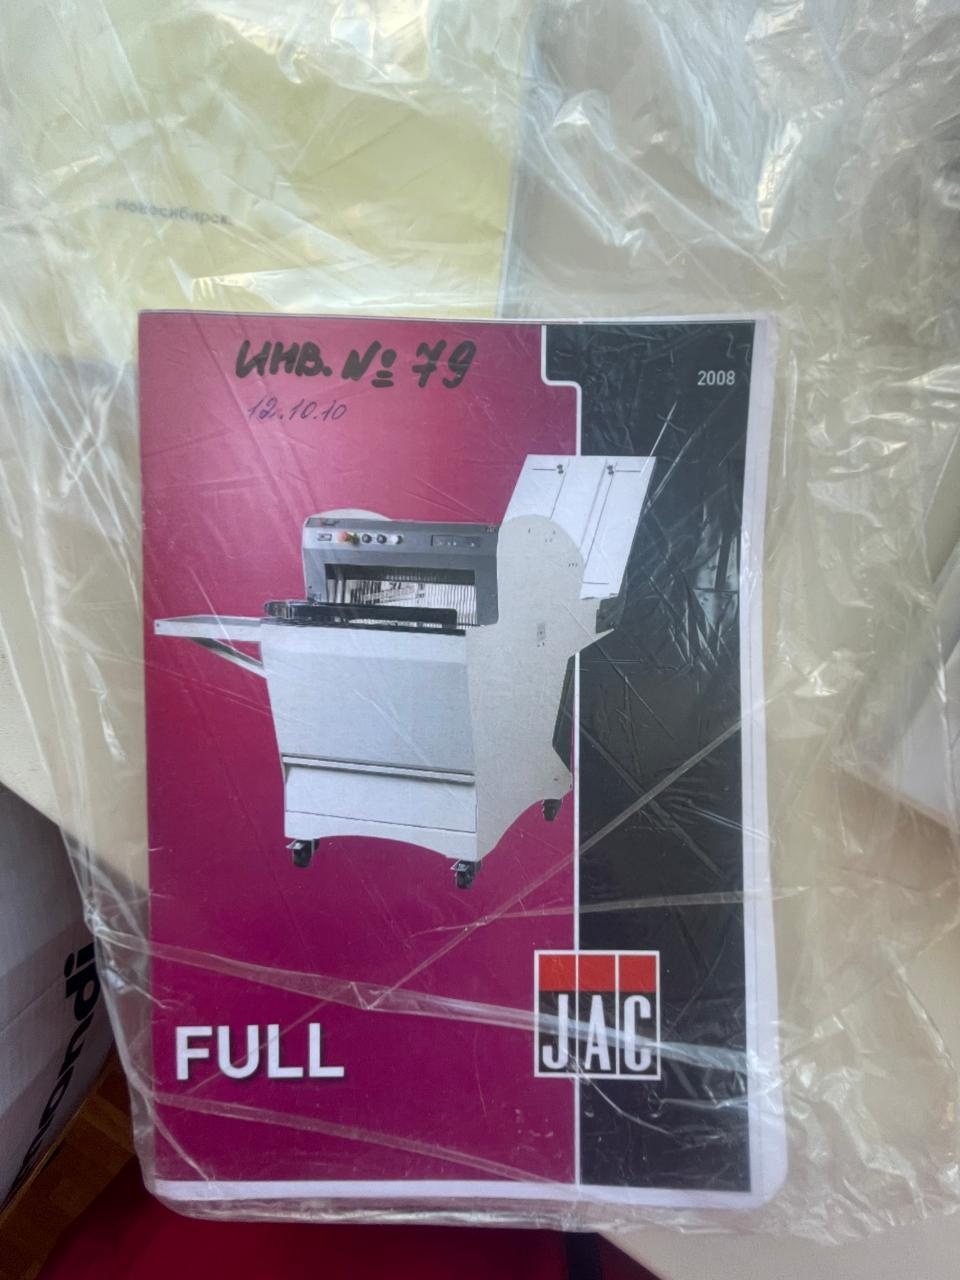 Новосибирск
инв. № 79
12.10.10
2008
FULL
JAC